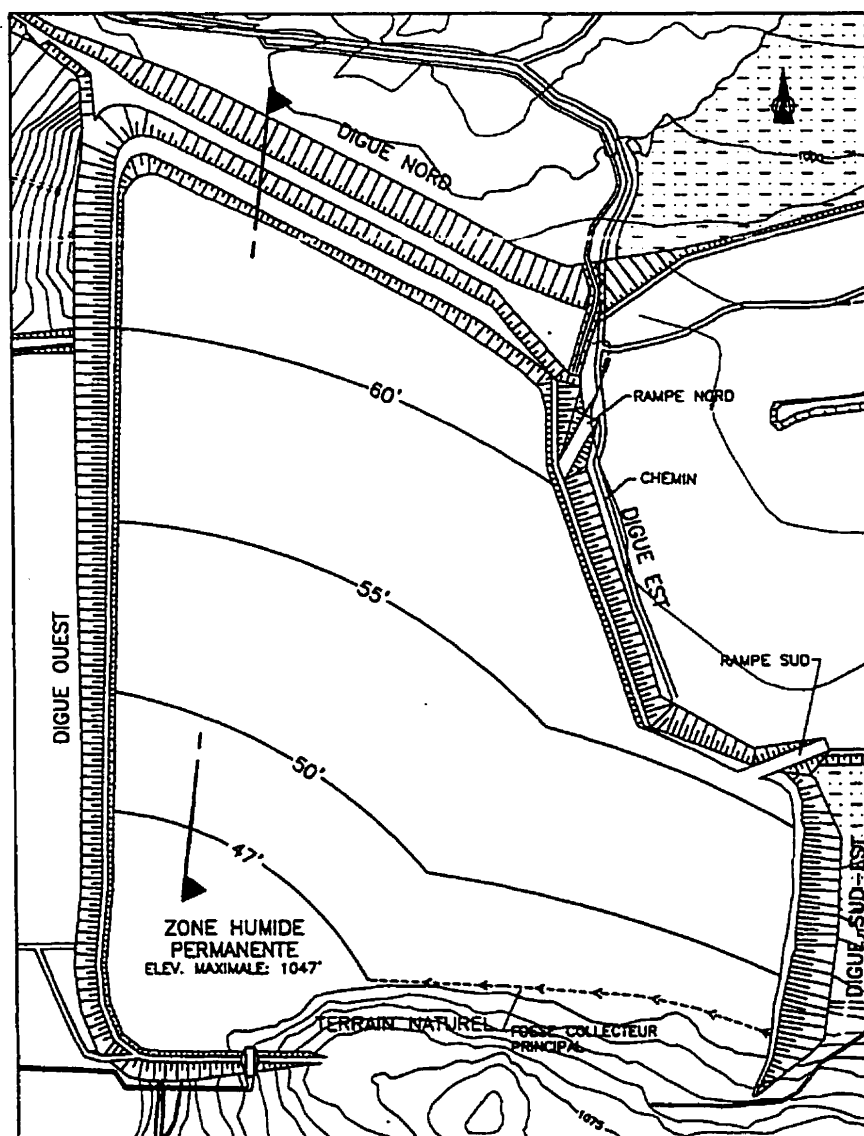 DIGUE NORD
60'
RAMPE NORD
CHEMIN
DIGUE EST
55'
DIGUE OUEST
RAMPE SUD
50'
47'
ZONE HUMIDE
PERMANENTE
ELEV. MAXIMALE: 1047'
DIGUE SUD-EST
TERRAIN NATUREL
FOSSE COLLECTEUR
PRINCIPAL
1075